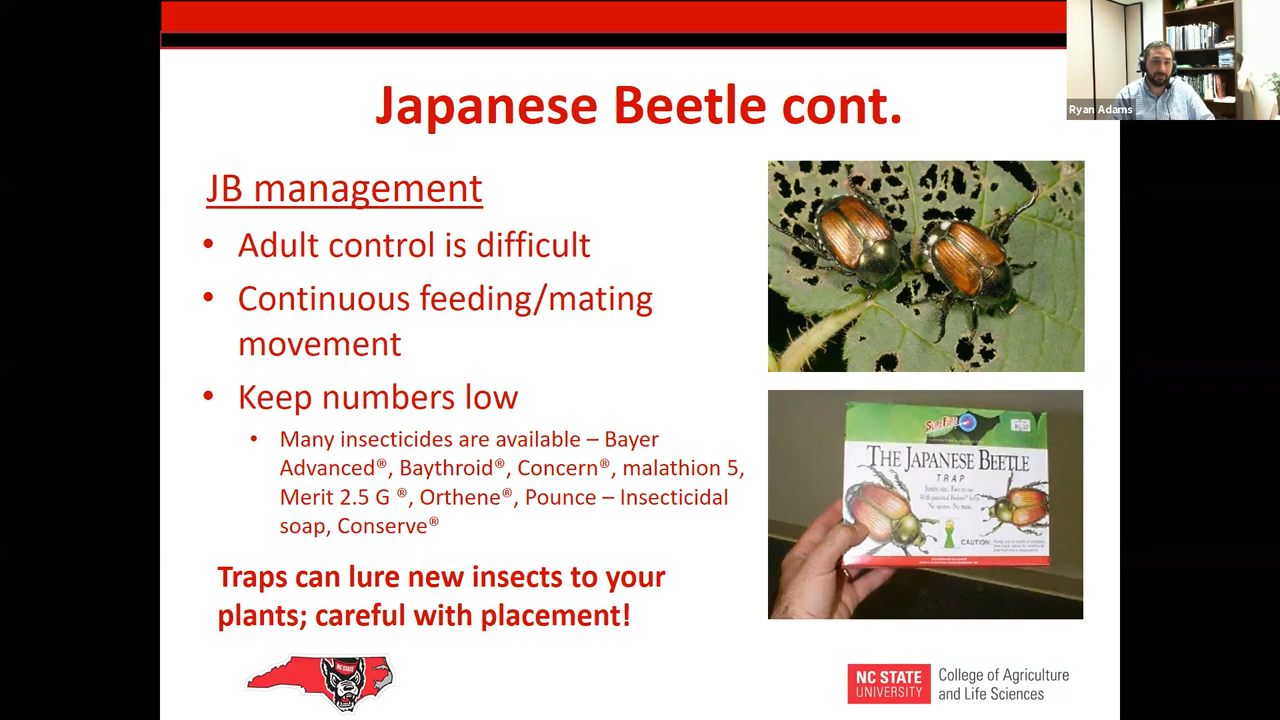 Ryan Adams
Japanese Beetle cont.
JB management
• Adult control is difficult
• Continuous feeding/mating
movement
• Keep numbers low
• Many insecticides are available – Bayer
Advanced®, Baythroid®, Concern®, malathion 5,
Merit 2.5 G ®, Orthene®, Pounce – Insecticidal
soap, Conserve®
Traps can lure new insects to your
plants; careful with placement!
THE JAPANESE BEETLE
TRAP
CAUTION:
NC STATE
NC STATE
UNIVERSITY
College of Agriculture
and Life Sciences